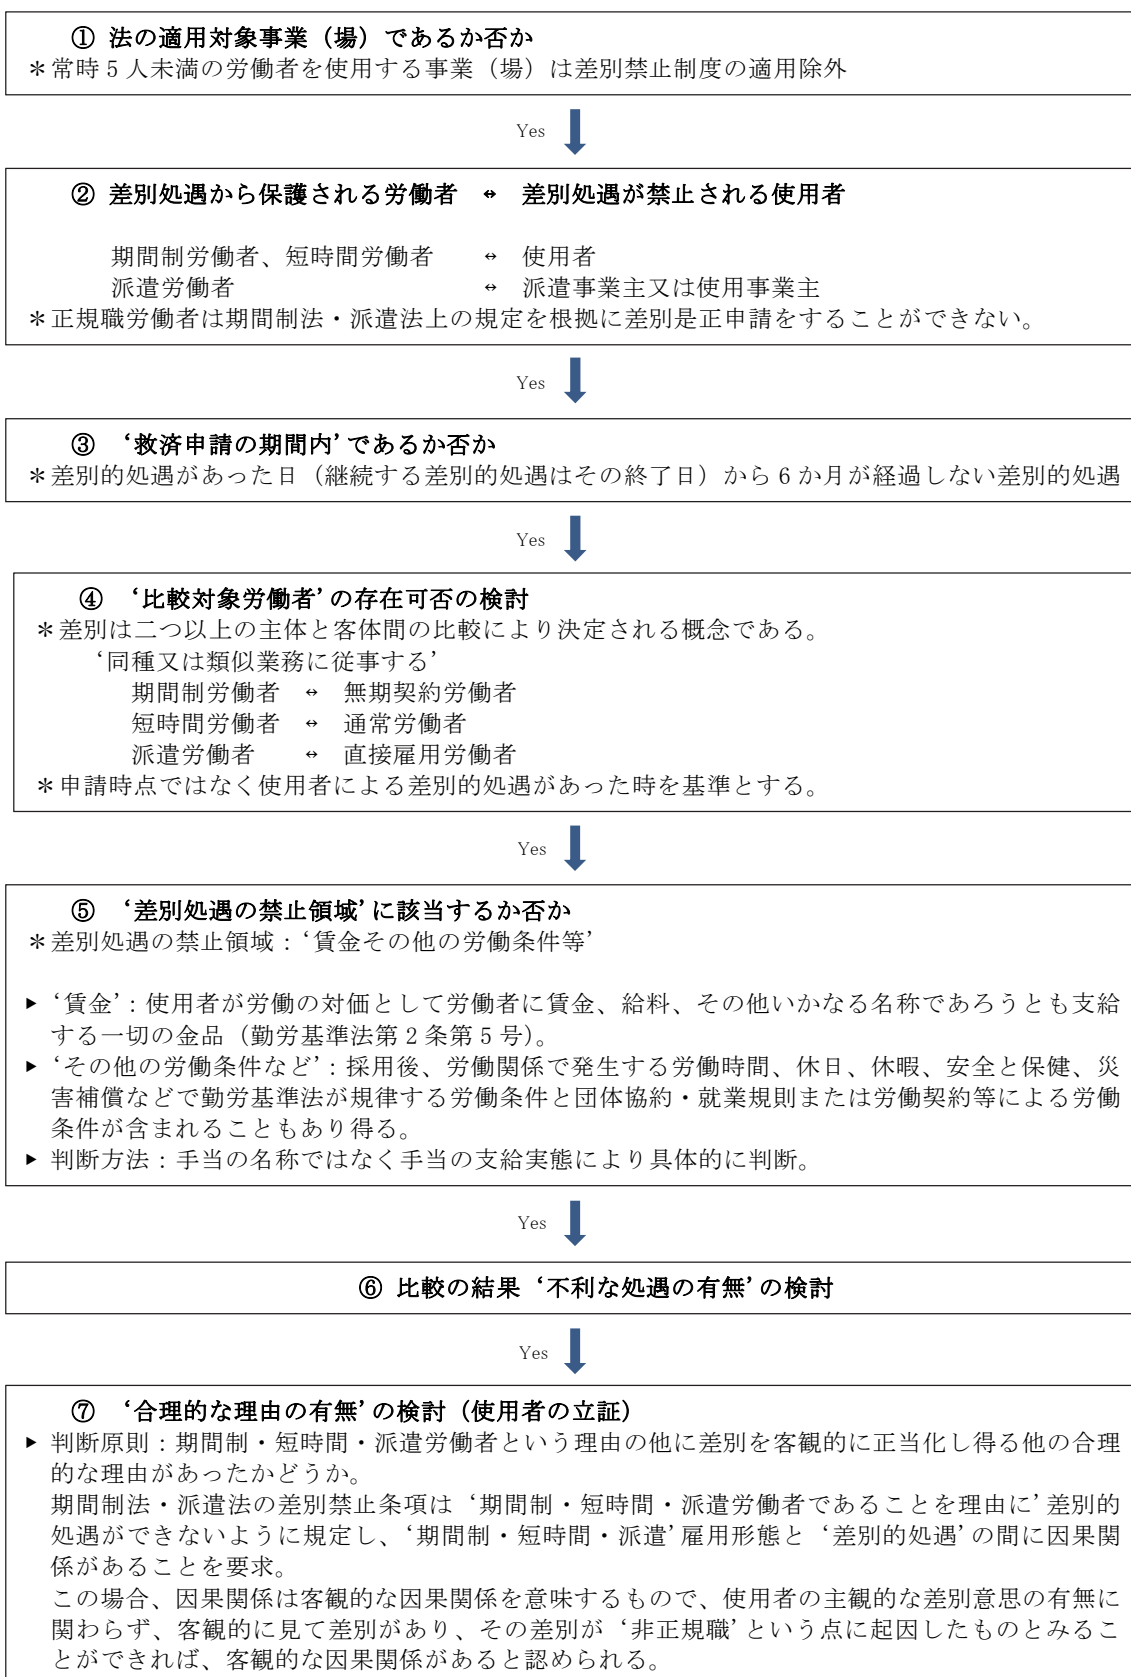 ① 法の適用対象事業（場）であるか否か
＊常時5人未満の労働者を使用する事業（場）は差別禁止制度の適用除外
Yes
② 差別処遇から保護される労働者 ↔ 差別処遇が禁止される使用者
期間制労働者、短時間労働者 ↔ 使用者
派遣労働者 ↔ 派遣事業主又は使用事業主
＊正規職労働者は期間制法・派遣法上の規定を根拠に差別是正申請をすることができない。
Yes
③ ‘救済申請の期間内’であるか否か
＊差別的処遇があった日（継続する差別的処遇はその終了日）から6か月が経過しない差別的処遇
Yes
④ ‘比較対象労働者’の存在可否の検討
＊差別は二つ以上の主体と客体間の比較により決定される概念である。
‘同種又は類似業務に従事する’
期間制労働者 ↔ 無期契約労働者
短時間労働者 ↔ 通常労働者
派遣労働者 ↔ 直接雇用労働者
＊申請時点ではなく使用者による差別的処遇があった時を基準とする。
Yes
⑤ ‘差別処遇の禁止領域’に該当するか否か
＊差別処遇の禁止領域：‘賃金その他の労働条件等’
▶ ‘賃金’：使用者が労働の対価として労働者に賃金、給料、その他いかなる名称であろうとも支給
する一切の金品（勤労基準法第2条第5号）。
▶ ‘その他の労働条件など’：採用後、労働関係で発生する労働時間、休日、休暇、安全と保健、災
害補償などで勤労基準法が規律する労働条件と団体協約・就業規則または労働契約等による労働
条件が含まれることもあり得る。
▶ 判断方法：手当の名称ではなく手当の支給実態により具体的に判断。
Yes
⑥ 比較の結果‘不利な処遇の有無’の検討
Yes
⑦ ‘合理的な理由の有無’の検討（使用者の立証）
▶ 判断原則：期間制・短時間・派遣労働者という理由の他に差別を客観的に正当化し得る他の合理
的な理由があったかどうか。
期間制法・派遣法の差別禁止条項は‘期間制・短時間・派遣労働者であることを理由に’差別的
処遇ができないように規定し、‘期間制・短時間・派遣’雇用形態と‘差別的処遇’の間に因果関
係があることを要求。
この場合、因果関係は客観的な因果関係を意味するもので、使用者の主観的な差別意思の有無に
関わらず、客観的に見て差別があり、その差別が‘非正規職’という点に起因したものとみるこ
とができれば、客観的な因果関係があると認められる。